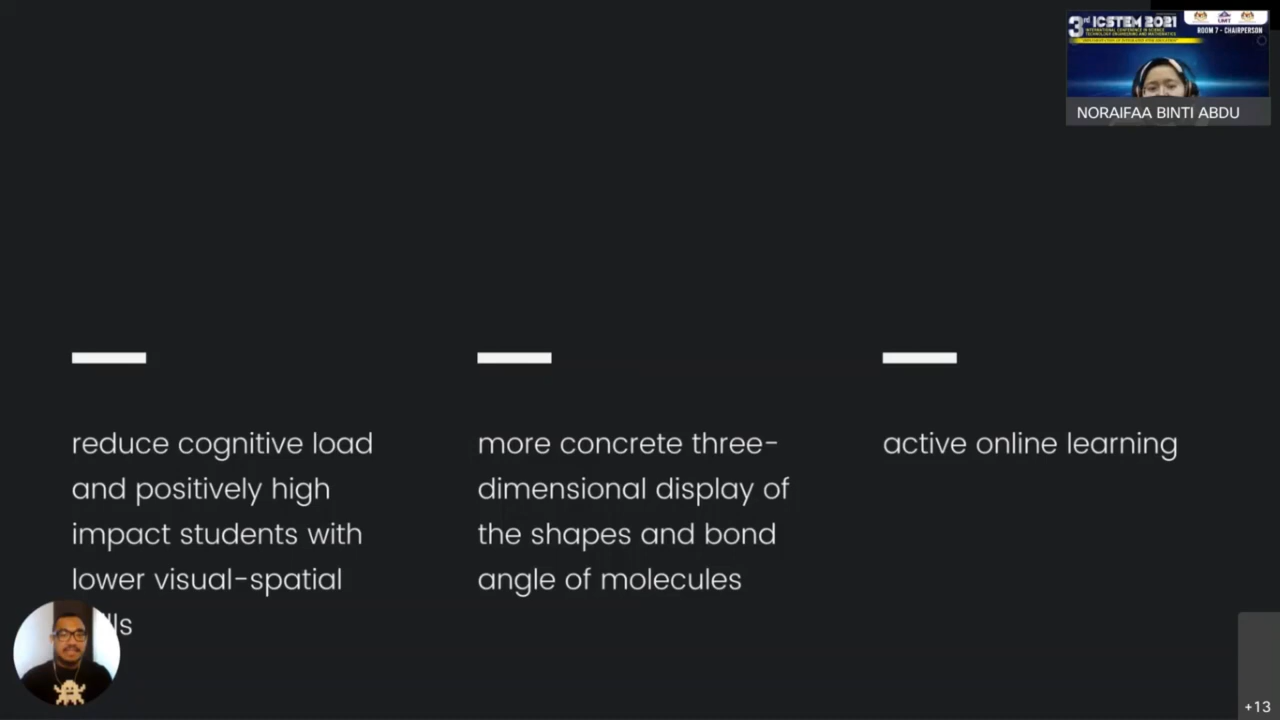 3rd ICSTEM 2021
INTERNATIONAL CONFERENCE IN SCIENCE
TECHNOLOGY ENGINEERING AND MATHEMATICS
UMT
ROOM 7 - CHAIRPERSON
NORAIFAA BINTI ABDU
reduce cognitive load
and positively high
impact students with
lower visual-spatial
lls
more concrete three-
dimensional display of
the shapes and bond
angle of molecules
active online learning
+13